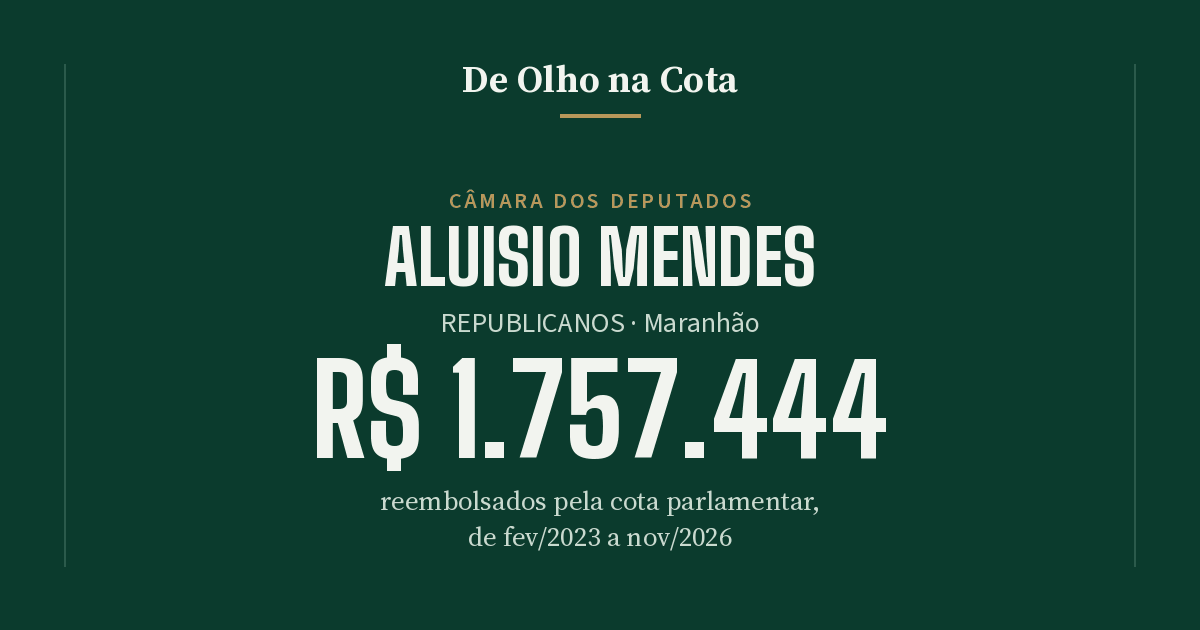 De Olho na Cota
CÂMARA DOS DEPUTADOS
ALUISIO MENDES
REPUBLICANOS · Maranhão
R$ 1.757.444
reembolsados pela cota parlamentar,
de fev/2023 a nov/2026